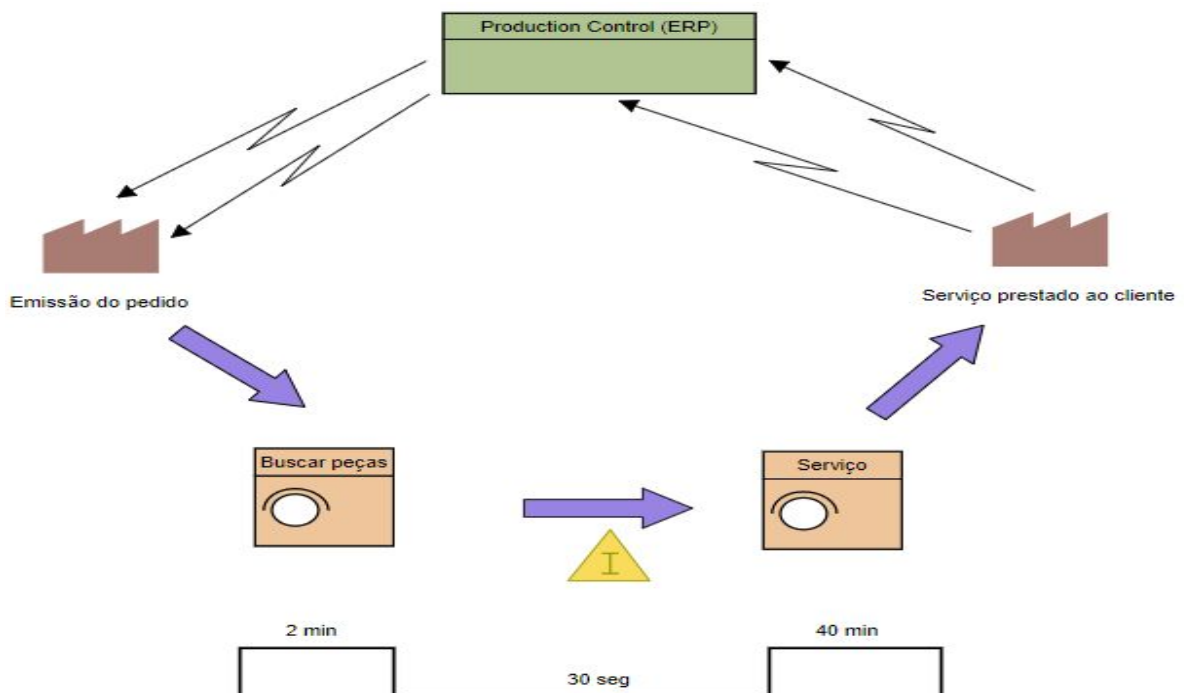 Production Control (ERP)
Emissão do pedido
Serviço prestado ao cliente
Buscar peças
Serviço
I
2 min
40 min
30 seg